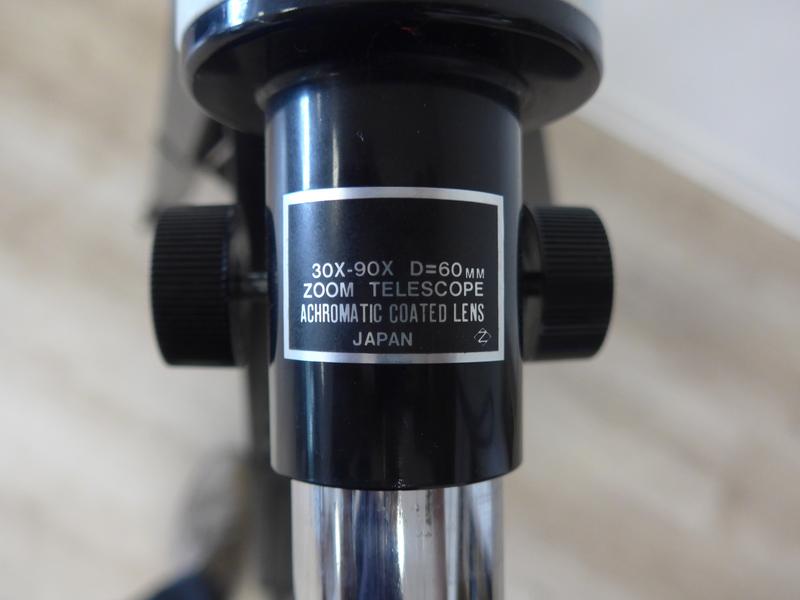 30X-90X D=60MM
ZOOM TELESCOPE
ACHROMATIC COATED LENS
JAPAN Z